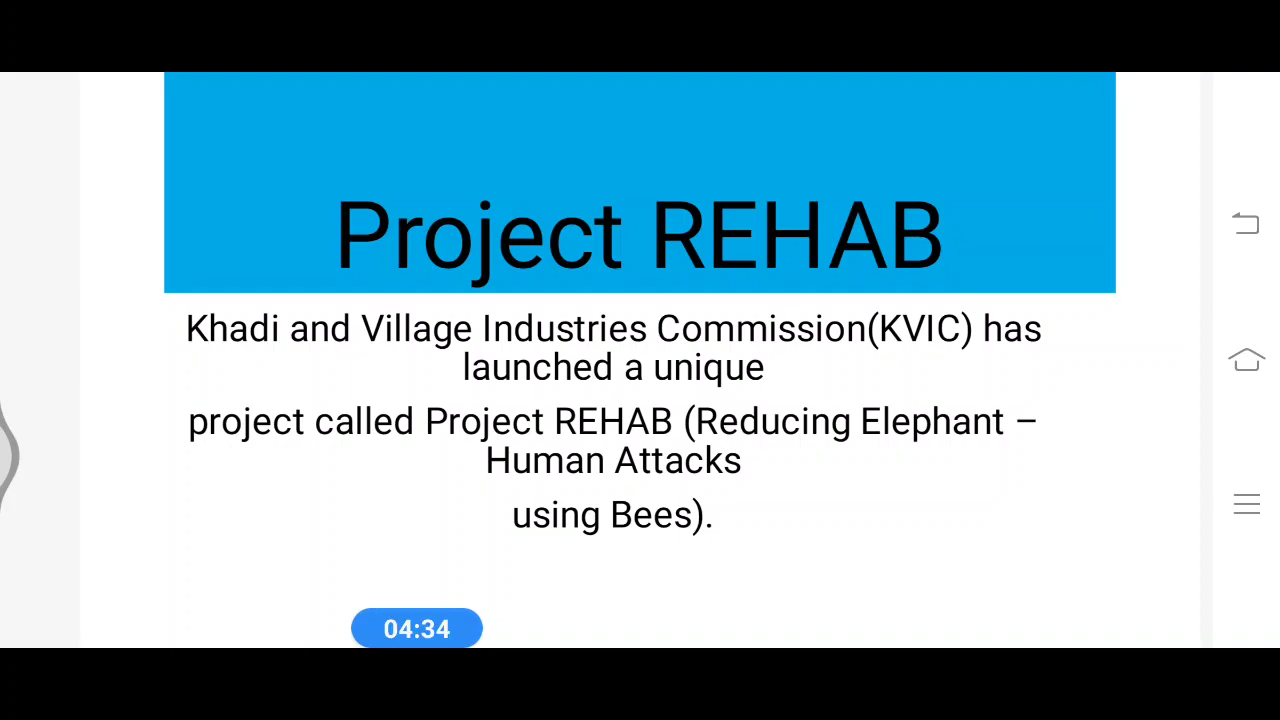 Project REHAB
Khadi and Village Industries Commission(KVIC) has
launched a unique
project called Project REHAB (Reducing Elephant –
Human Attacks
using Bees).
04:34